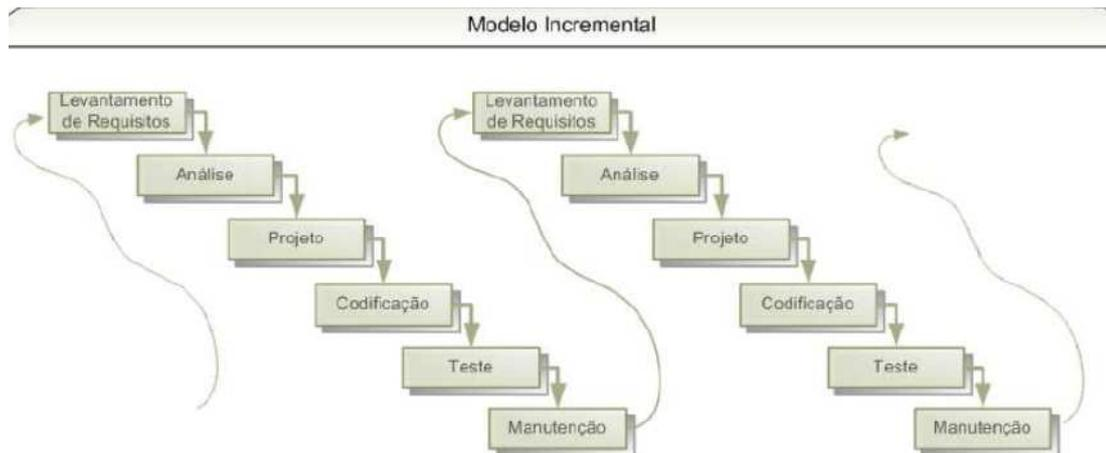 Modelo Incremental
Levantamento
de Requisitos
Análise
Projeto
Codificação
Teste
Manutenção
Levantamento
de Requisitos
Análise
Projeto
Codificação
Teste
Manutenção